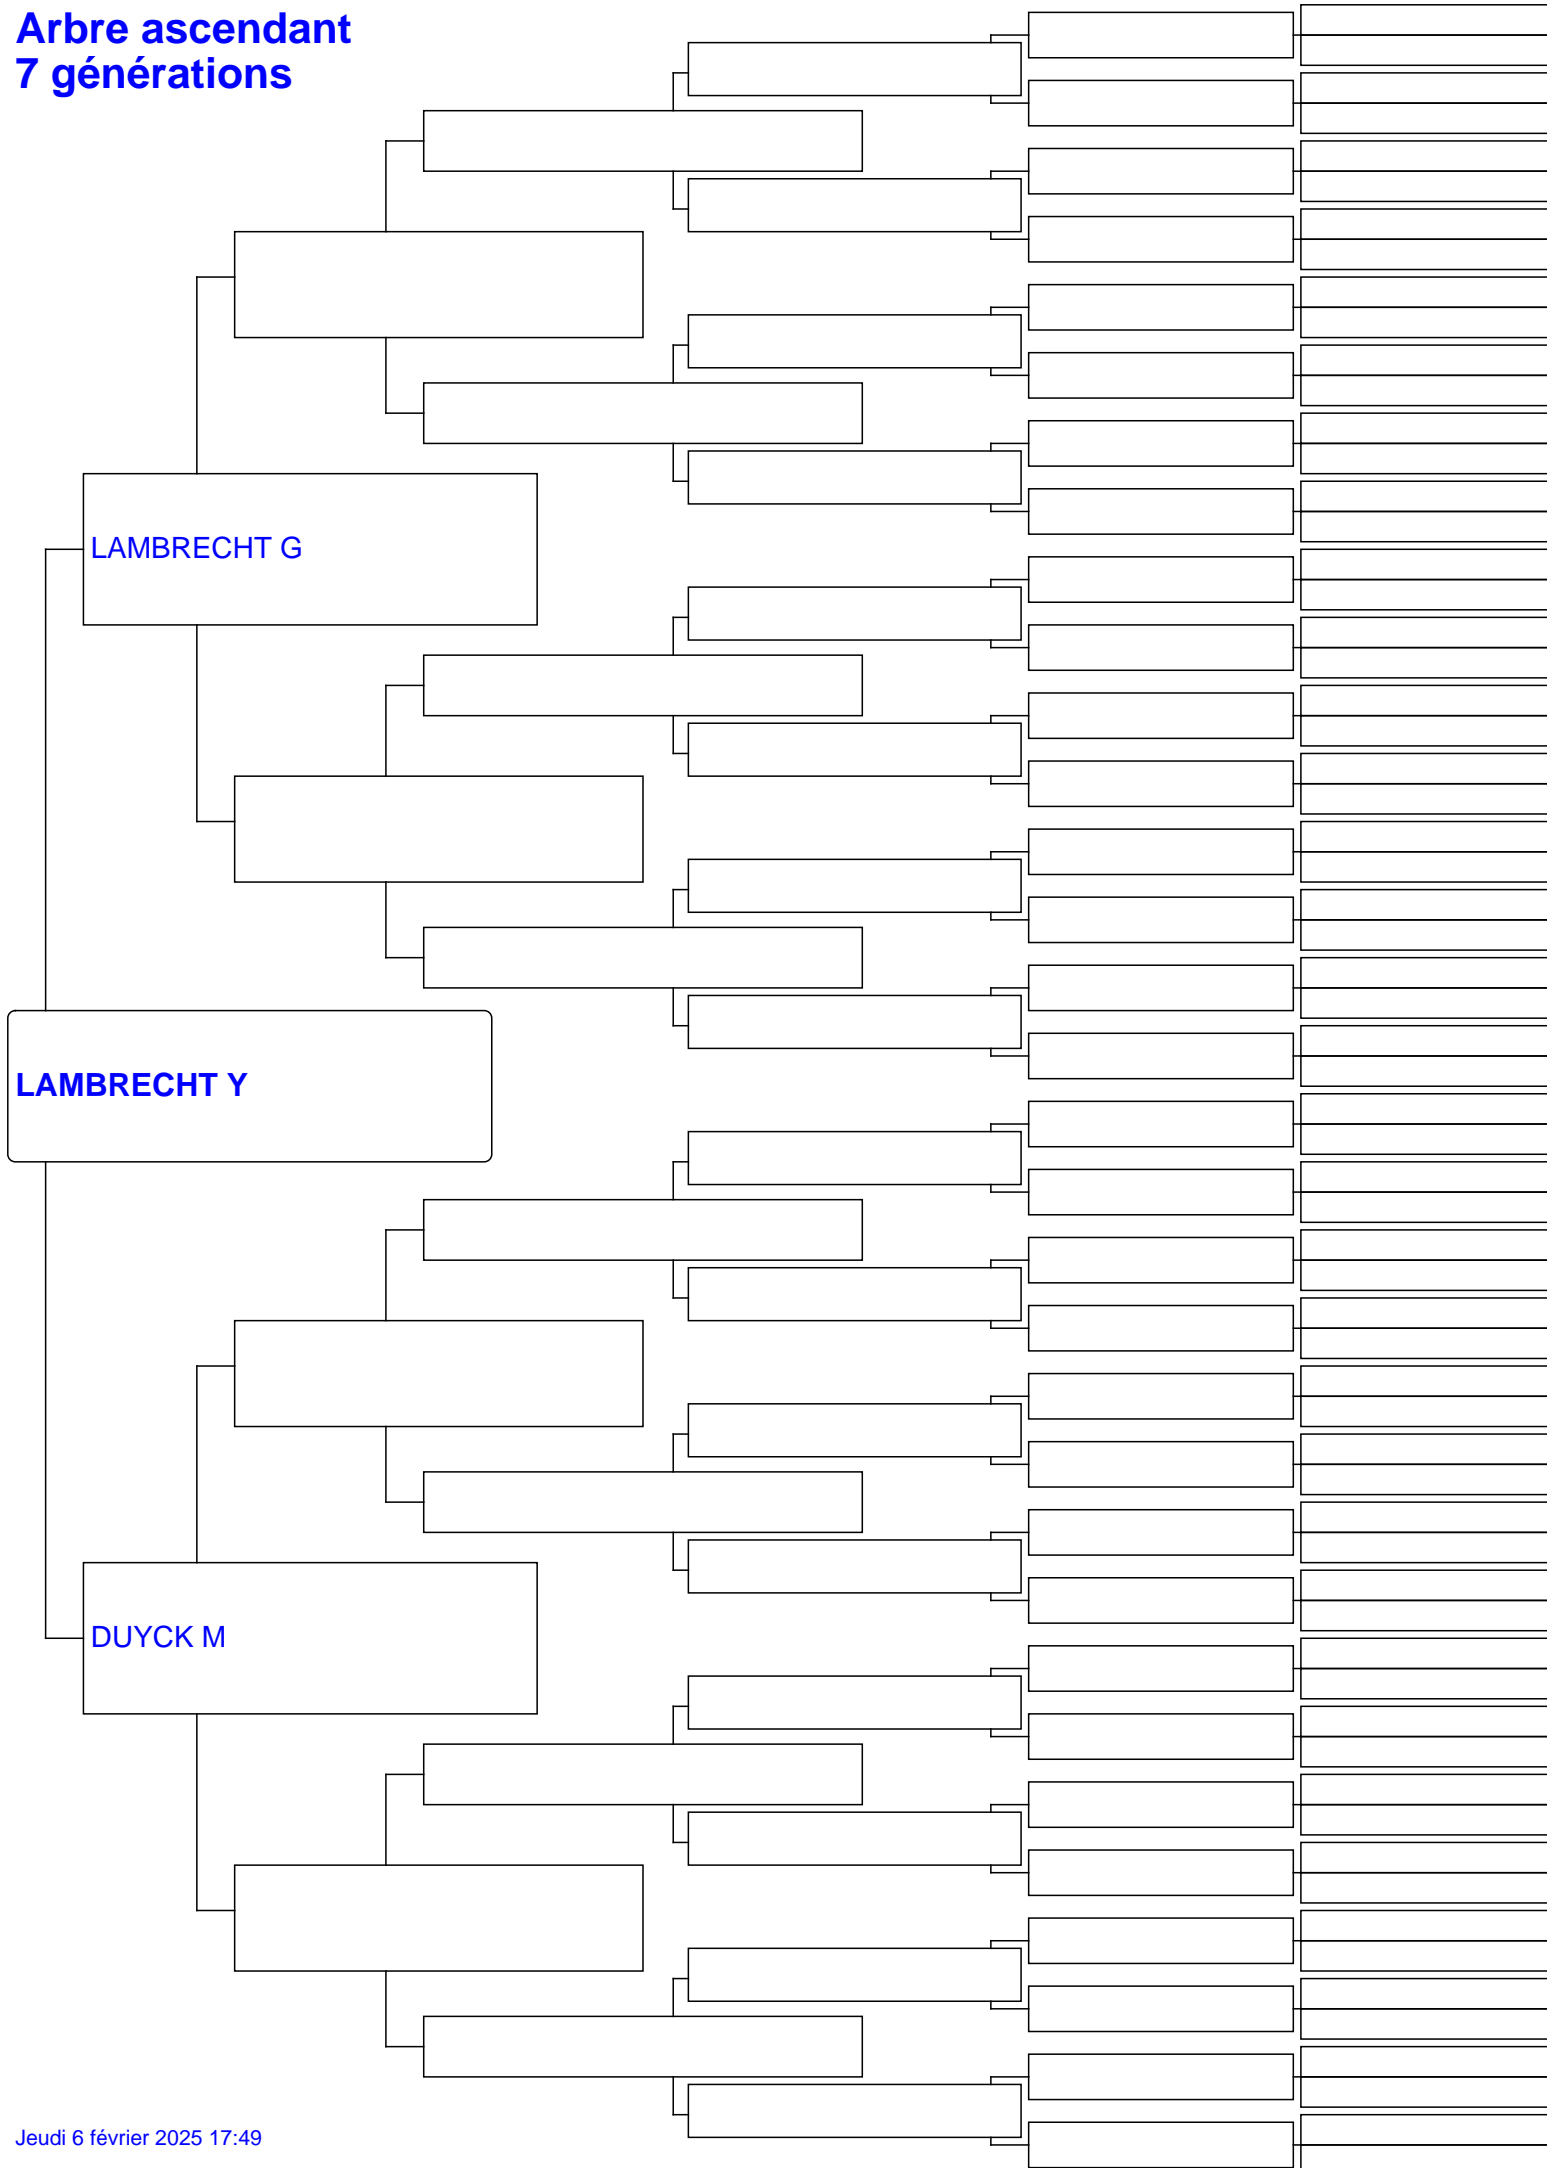 Arbre ascendant
7 générations
LAMBRECHT G
LAMBRECHT Y
DUYCK M
Jeudi 6 février 2025 17:49